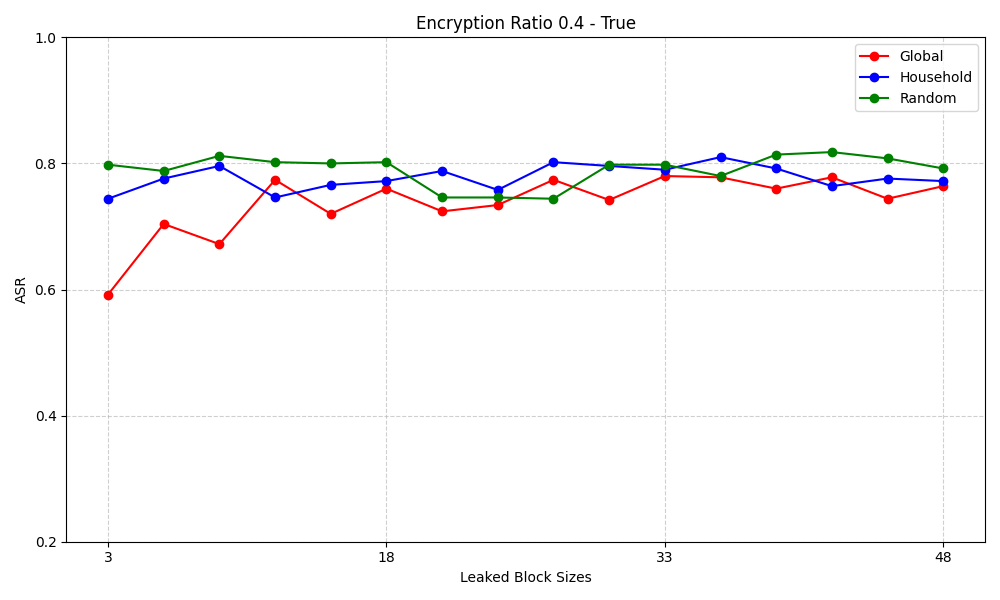 Encryption Ratio 0.4 - True
Global
Household
Random
ASR
1.0
0.8
0.6
0.4
0.2
3 18 33 48
Leaked Block Sizes